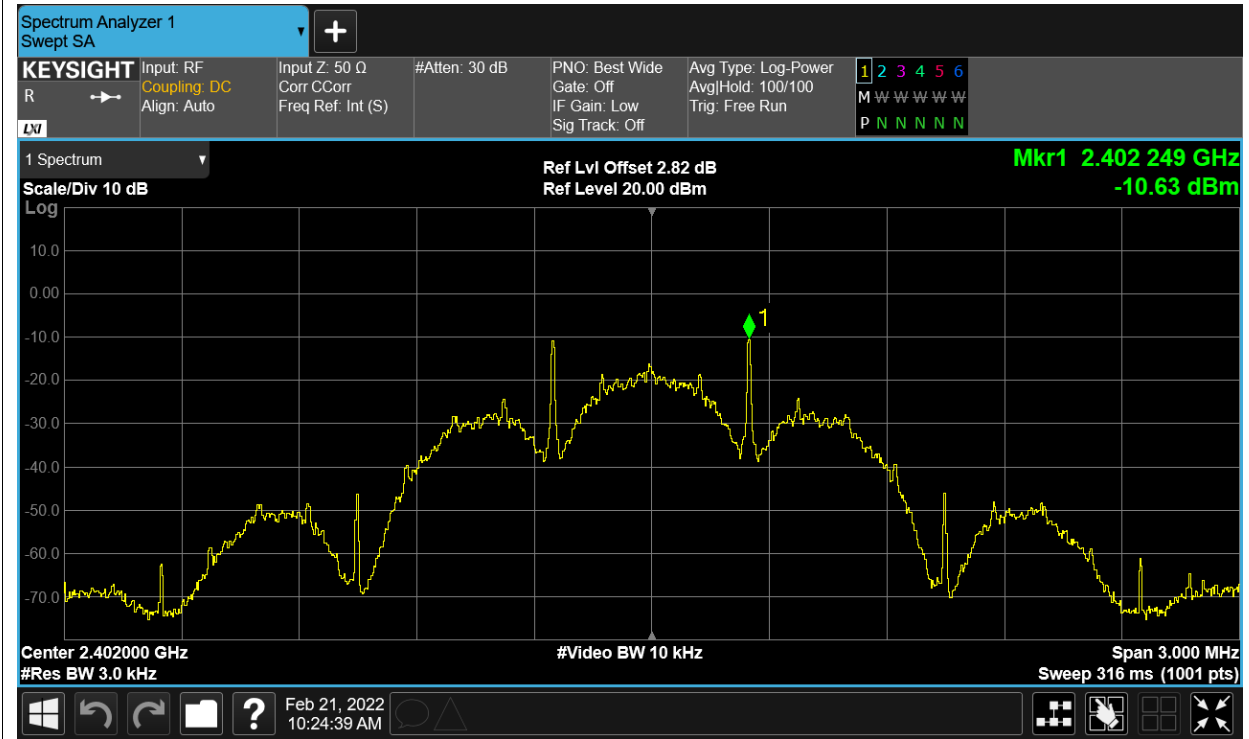 Spectrum Analyzer 1
Swept SA
+
KEYSIGHT Input: RF Input Z: 50 Ω #Atten: 30 dB PNO: Best Wide Avg Type: Log-Power 1 2 3 4 5 6
R Coupling: DC Corr CCorr Gate: Off Avg|Hold: 100/100 M W W W W W W
Align: Auto Freq Ref: Int (S) IF Gain: Low Trig: Free Run
LXI Sig Track: Off P N N N N N N
1 Spectrum Ref Lvl Offset 2.82 dB Mkr1 2.402 249 GHz
Scale/Div 10 dB Ref Level 20.00 dBm -10.63 dBm
Log
10.0
0.00
1
-10.0
-20.0
-30.0
-40.0
-50.0
-60.0
-70.0
Center 2.402000 GHz #Video BW 10 kHz Span 3.000 MHz
#Res BW 3.0 kHz Sweep 316 ms (1001 pts)
? Feb 21, 2022
10:24:39 AM